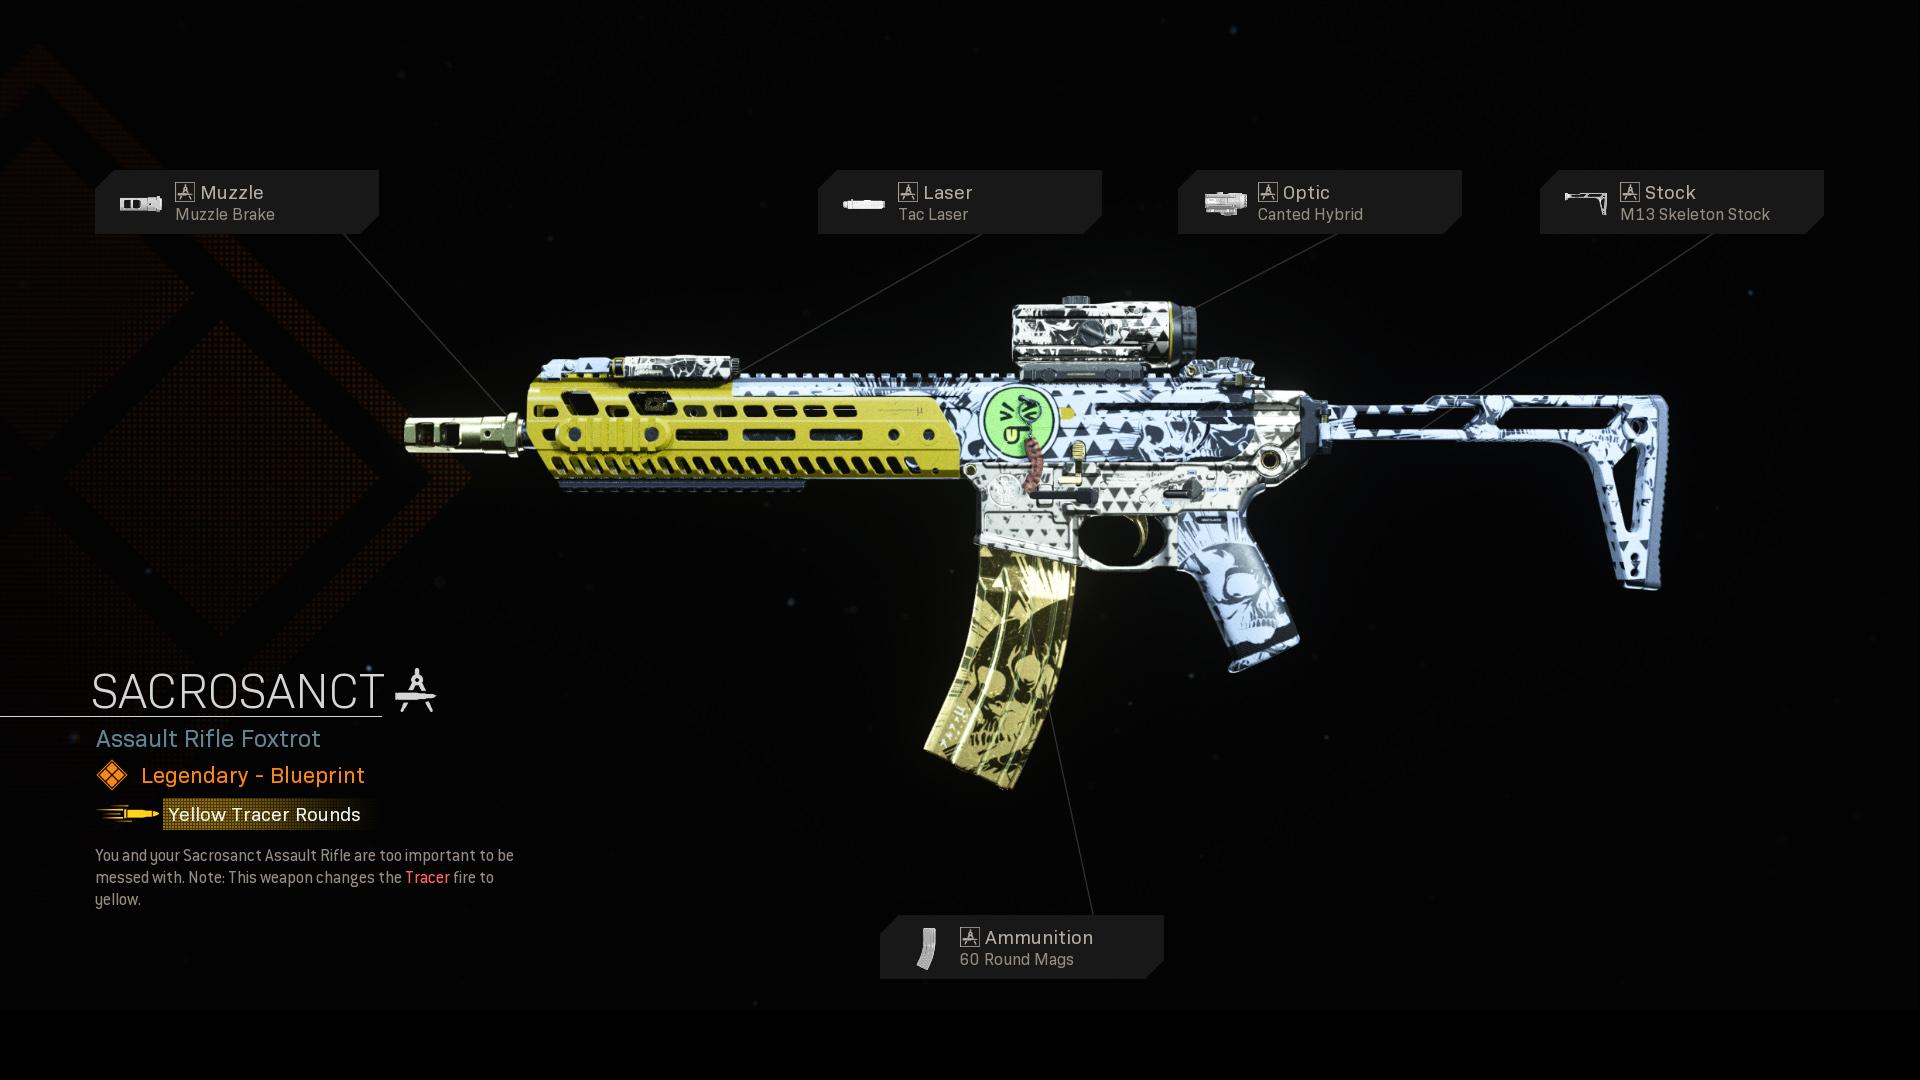 Muzzle
Muzzle Brake
Laser
Tac Laser
Optic
Canted Hybrid
Stock
M13 Skeleton Stock
SACROSANCT
Assault Rifle Foxtrot
Legendary - Blueprint
Yellow Tracer Rounds
You and your Sacrosanct Assault Rifle are too important to be
messed with. Note: This weapon changes the Tracer fire to
yellow.
Ammunition
60 Round Mags